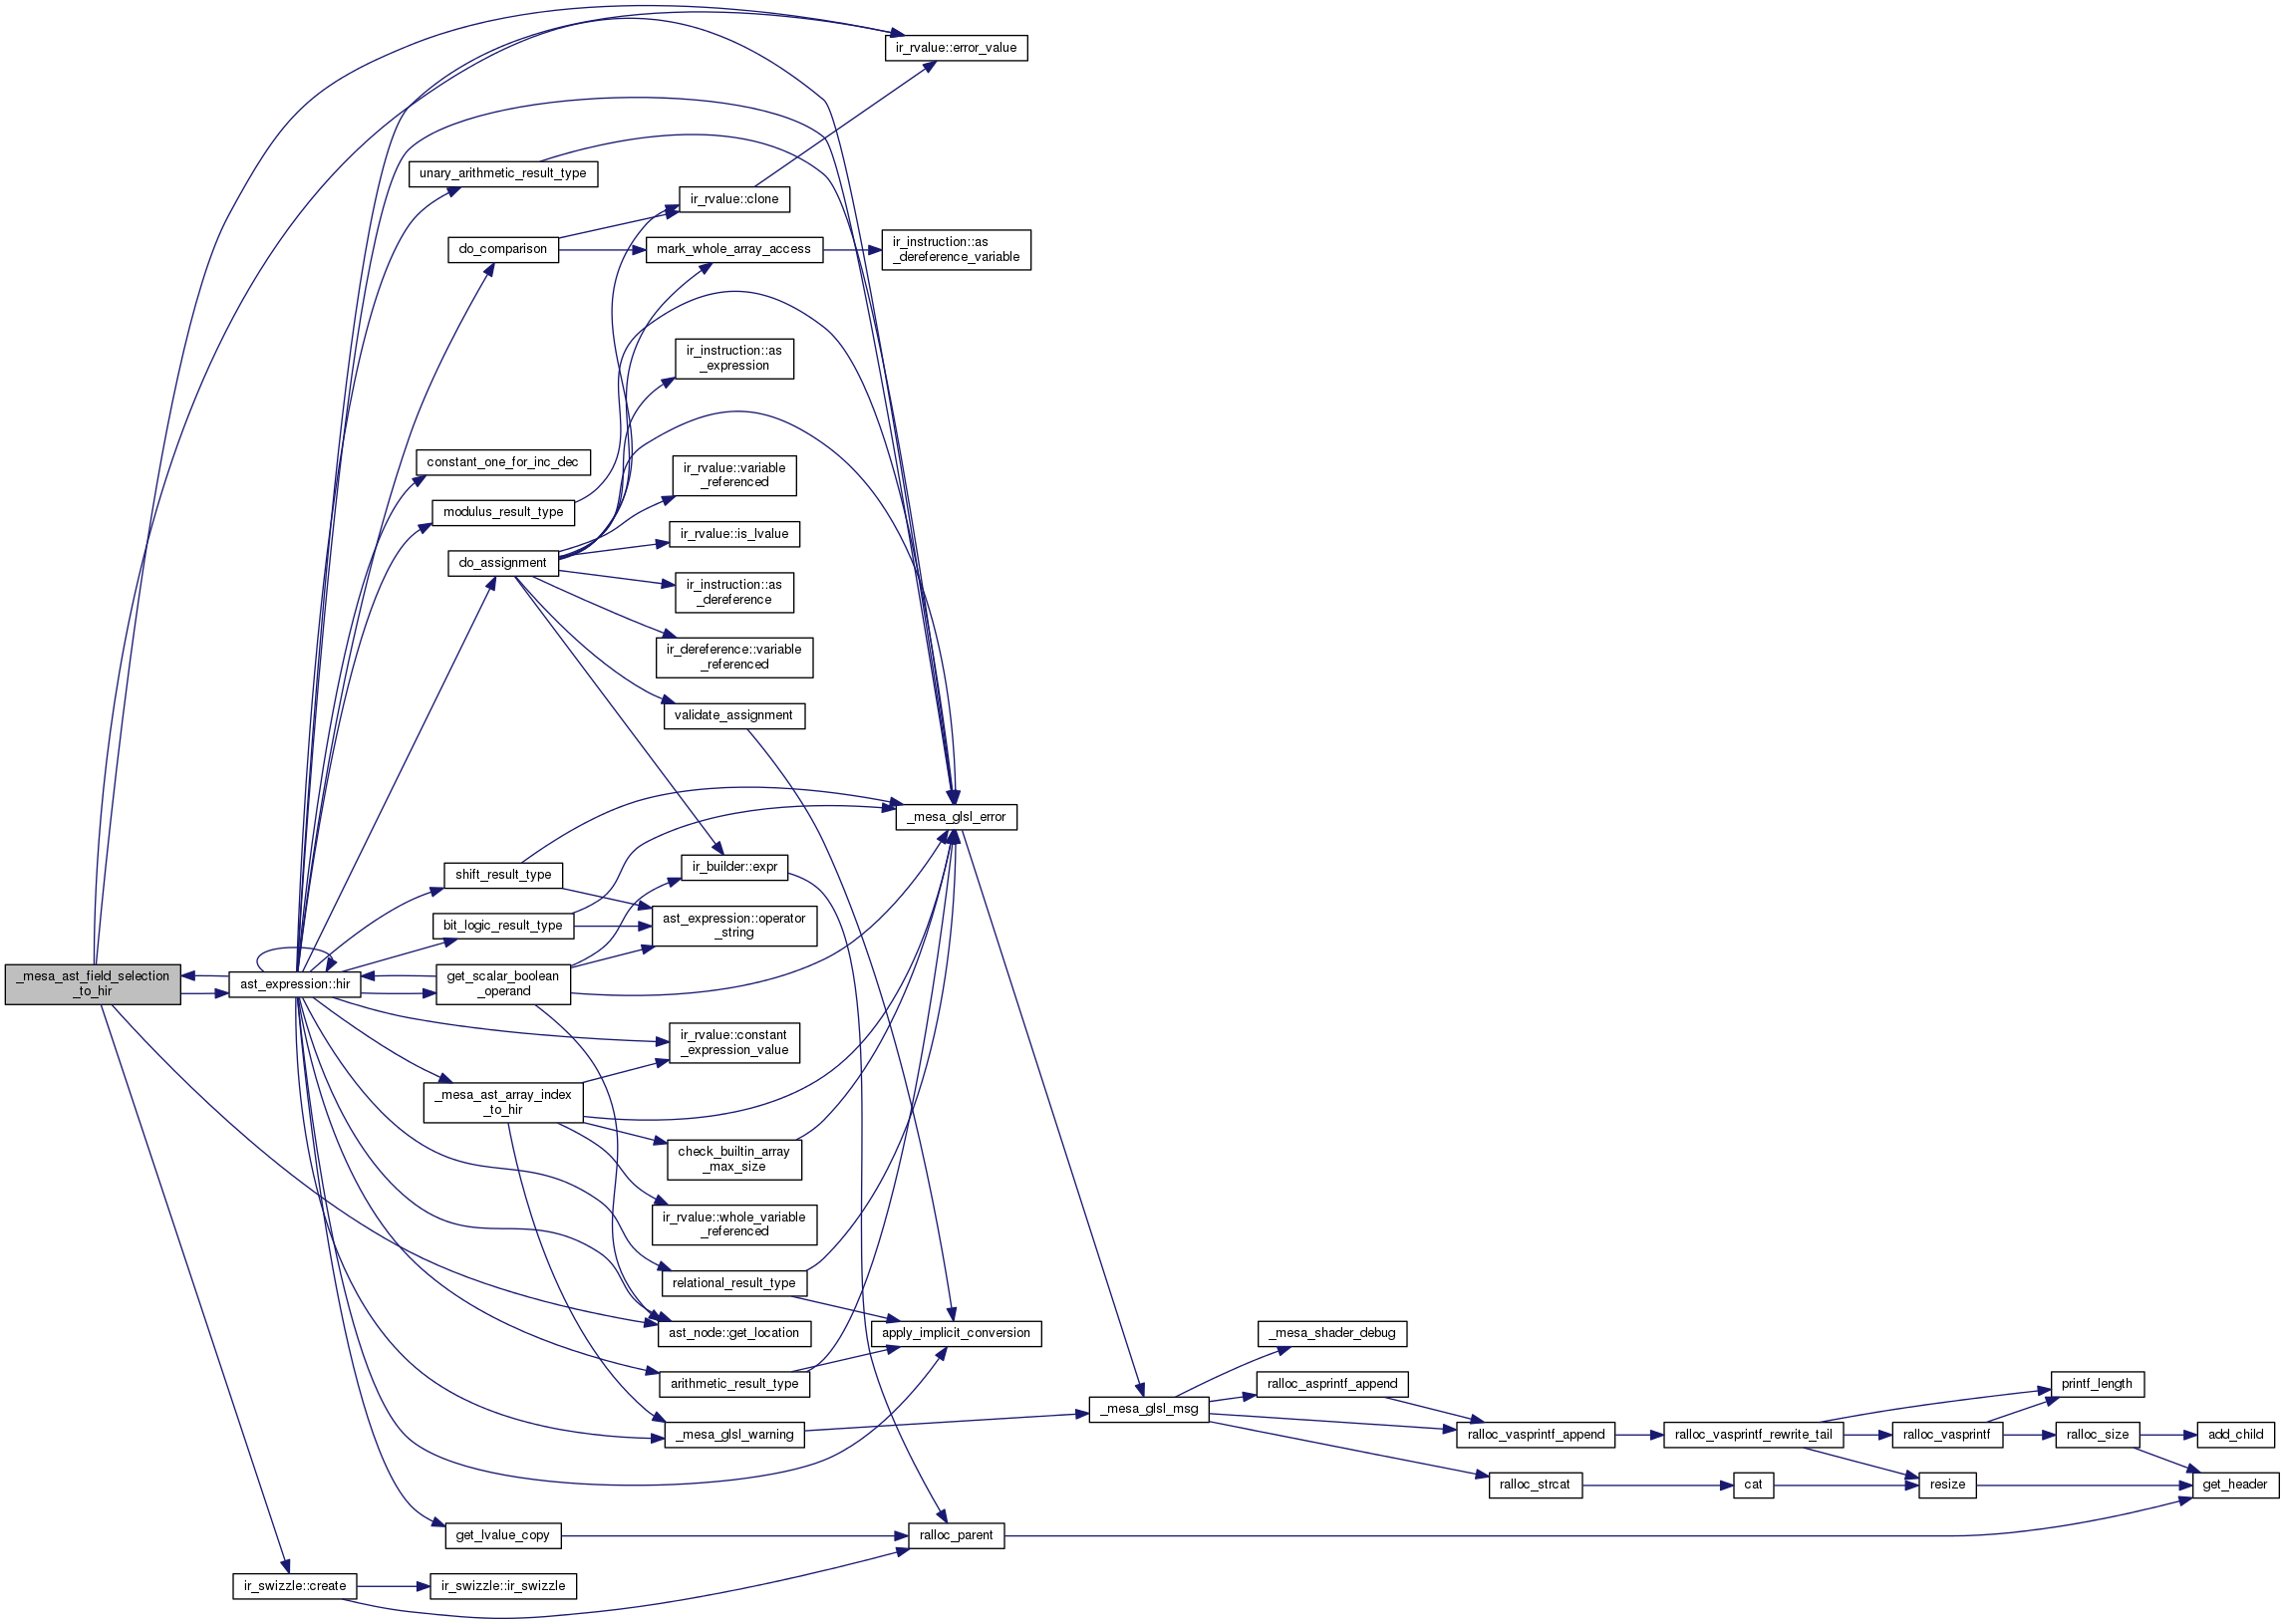 ir_rvalue::error_value
unary_arithmetic_result_type
ir_rvalue::clone
do_comparison
mark_whole_array_access
ir_instruction::as
_dereference_variable
ir_instruction::as
_expression
constant_one_for_inc_dec
ir_rvalue::variable
_referenced
modulus_result_type
ir_rvalue::is_lvalue
do_assignment
ir_instruction::as
_dereference
ir_dereference::variable
_referenced
validate_assignment
_mesa_glsl_error
shift_result_type
ir_builder::expr
bit_logic_result_type
ast_expression::operator
_string
_mesa_ast_field_selection
_to_hir
ast_expression::hir
get_scalar_boolean
_operand
ir_rvalue::constant
_expression_value
_mesa_ast_array_index
_to_hir
check_builtin_array
_max_size
ir_rvalue::whole_variable
_referenced
relational_result_type
ast_node::get_location
apply_implicit_conversion
_mesa_shader_debug
arithmetic_result_type
ralloc_asprintf_append
printf_length
_mesa_glsl_msg
_mesa_glsl_warning
ralloc_vasprintf_append
ralloc_vasprintf_rewrite_tail
ralloc_vasprintf
ralloc_size
add_child
ralloc_strcat
cat
resize
get_header
get_lvalue_copy
ralloc_parent
ir_swizzle::create
ir_swizzle::ir_swizzle